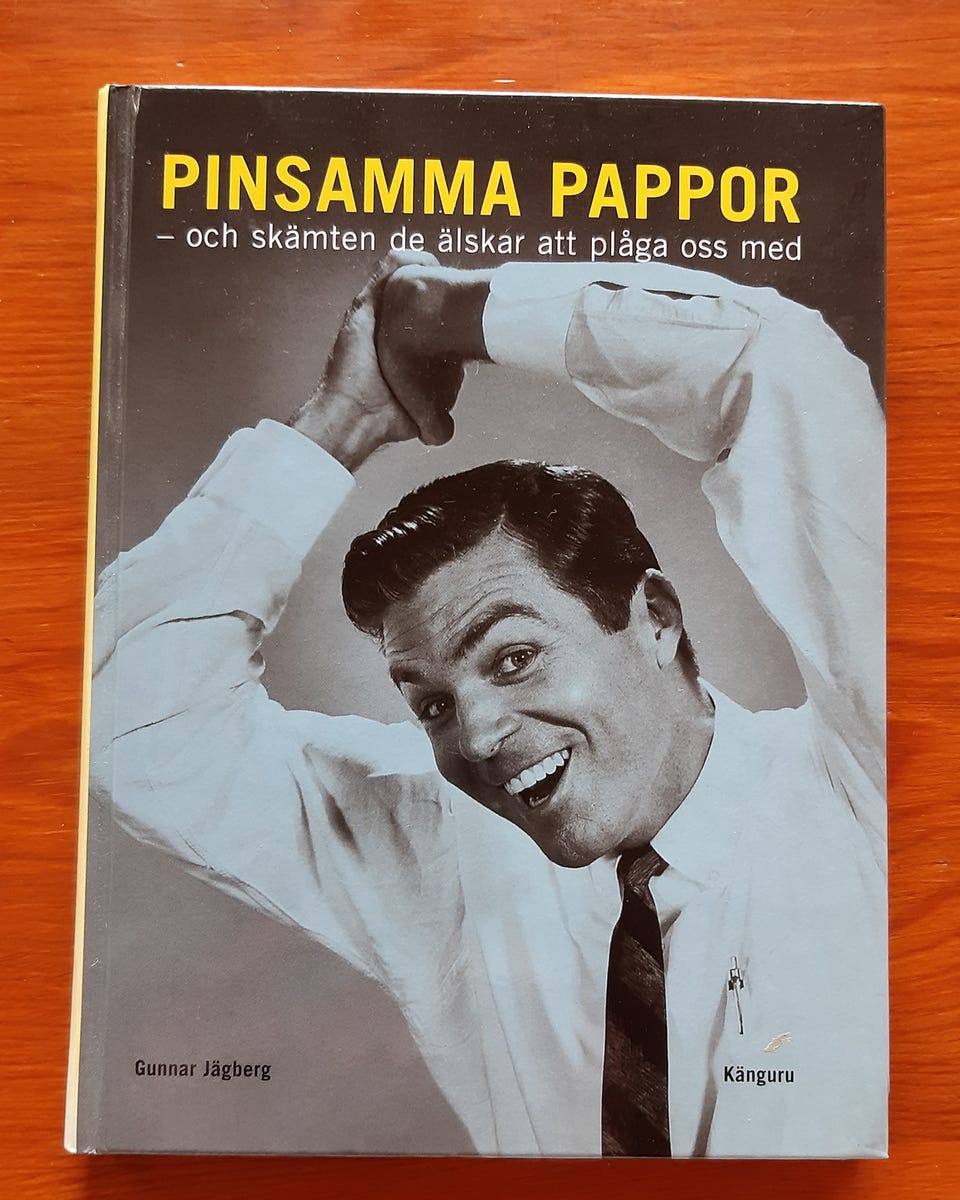 PINSAMMA PAPPOR
– och skämten de älskar att plåga oss med
Gunnar Jägberg
Känguru